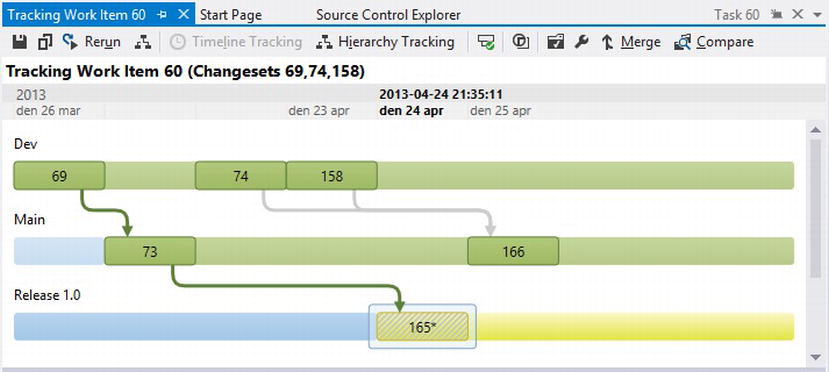 Tracking Work Item 60 Start Page Source Control Explorer Task 60
Rerun Timeline Tracking Hierarchy Tracking Merge Compare
Tracking Work Item 60 (Changesets 69,74,158)
2013 2013-04-24 21:35:11
den 26 mar den 23 apr den 24 apr den 25 apr
Dev
69 74 158
Main
73 166
Release 1.0
165*